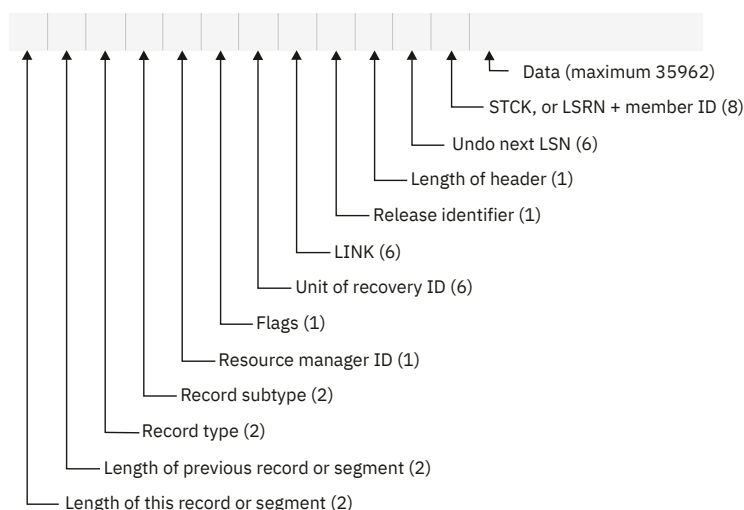 Data (maximum 35962)
STCK, or LSRN + member ID (8)
Undo next LSN (6)
Length of header (1)
Release identifier (1)
LINK (6)
Unit of recovery ID (6)
Flags (1)
Resource manager ID (1)
Record subtype (2)
Record type (2)
Length of previous record or segment (2)
Length of this record or segment (2)